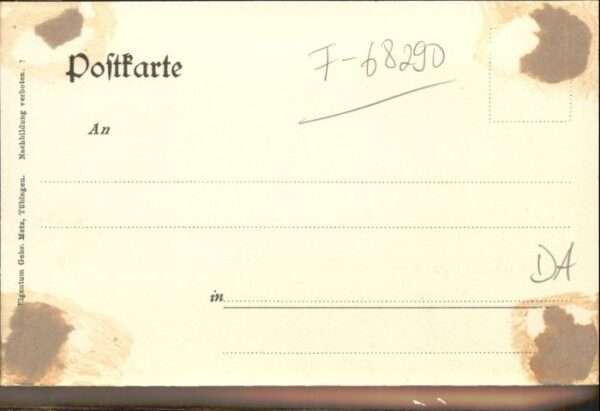 Postkarte
F-68290
An
DA
in
Eigentum Gebr. Metz, Tübingen. Nachbildung verboten. ?